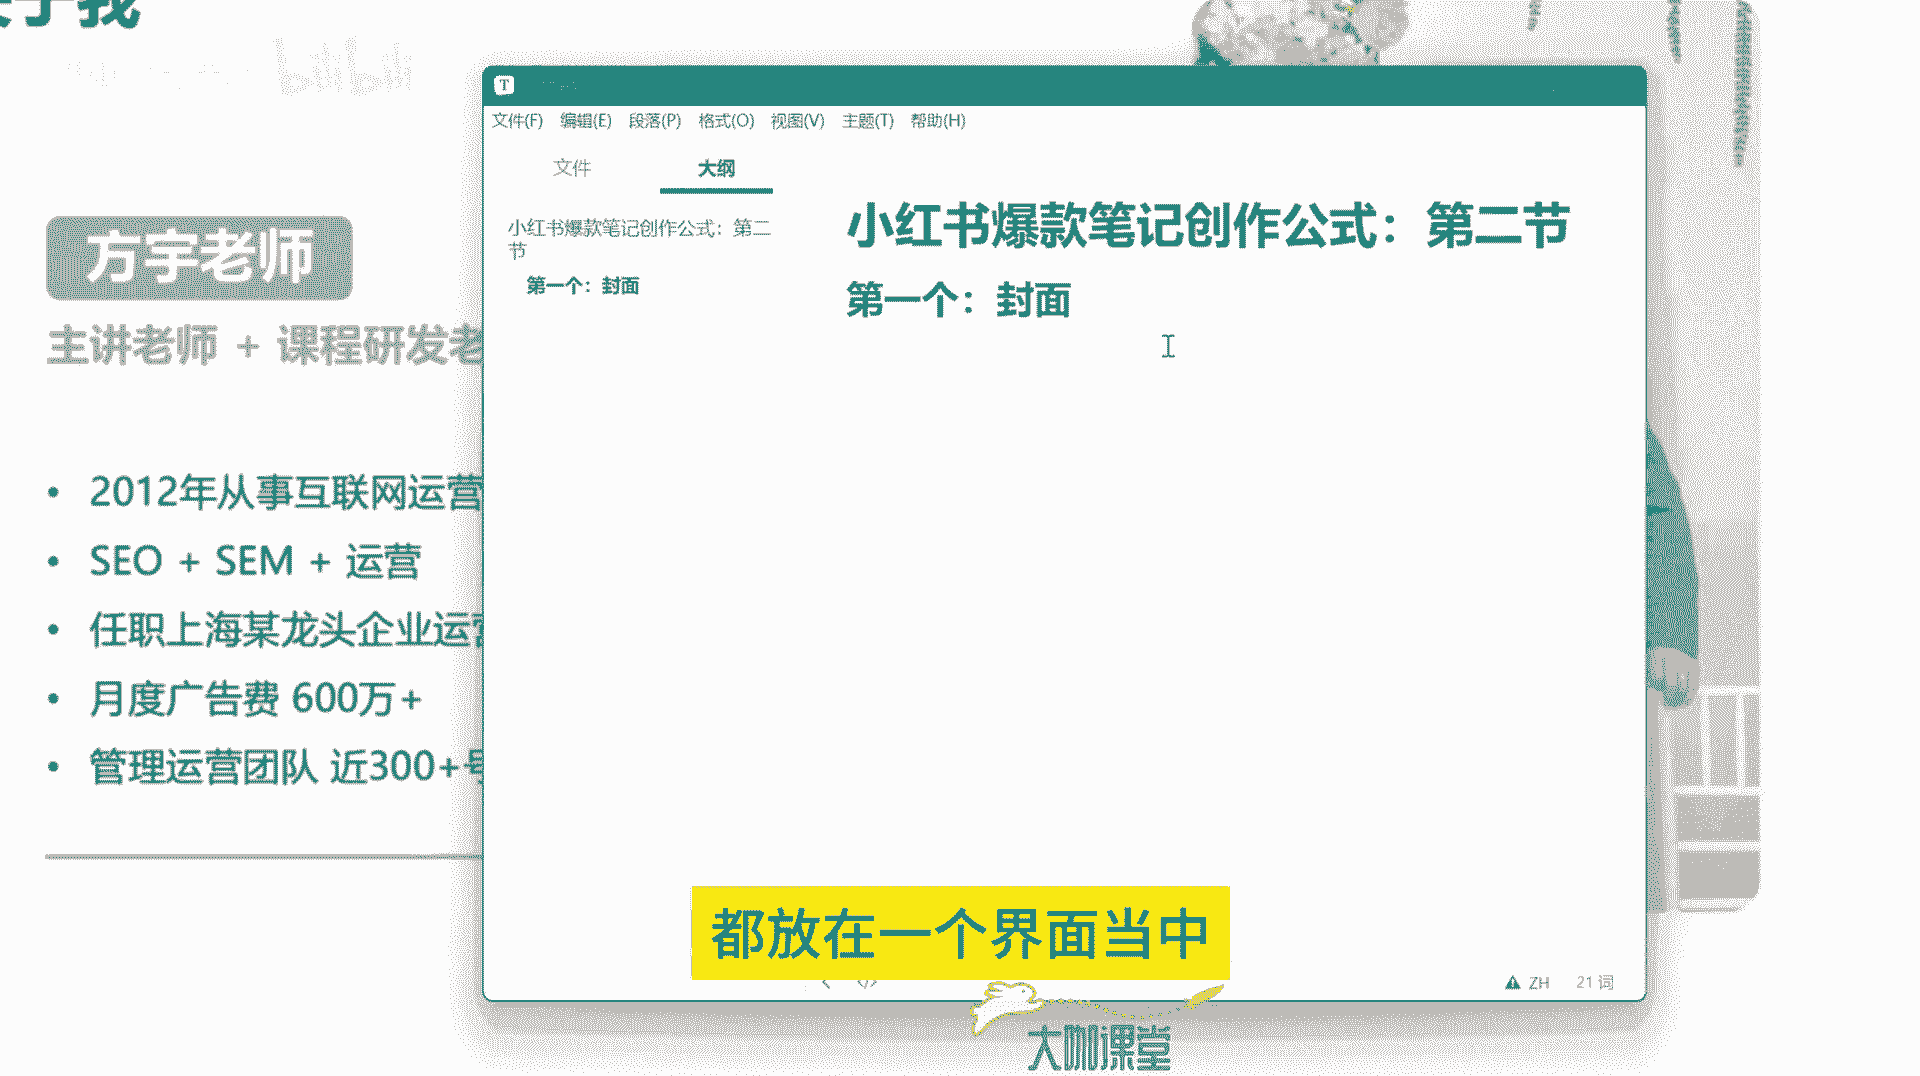 关于我
bilibili
方宇老师
主讲老师 + 课程研发老
• 2012年从事互联网运营
• SEO + SEM + 运营
• 任职上海某龙头企业运营
• 月度广告费 600万+
• 管理运营团队 近300+号
T
文件(F) 编辑(E) 段落(P) 格式(O) 视图(V) 主题(T) 帮助(H)
文件 大纲
小红书爆款笔记创作公式：第二
节
第一个：封面
小红书爆款笔记创作公式：第二节
第一个：封面
都放在一个界面当中
ZH 21 词
大咖课堂